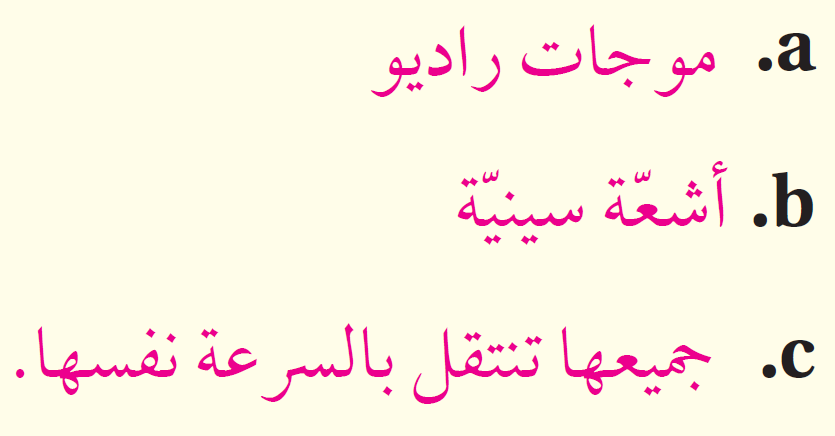 a. موجات راديو
b. أشعّة سينيّة
c. جميعها تنتقل بالسرعة نفسها.